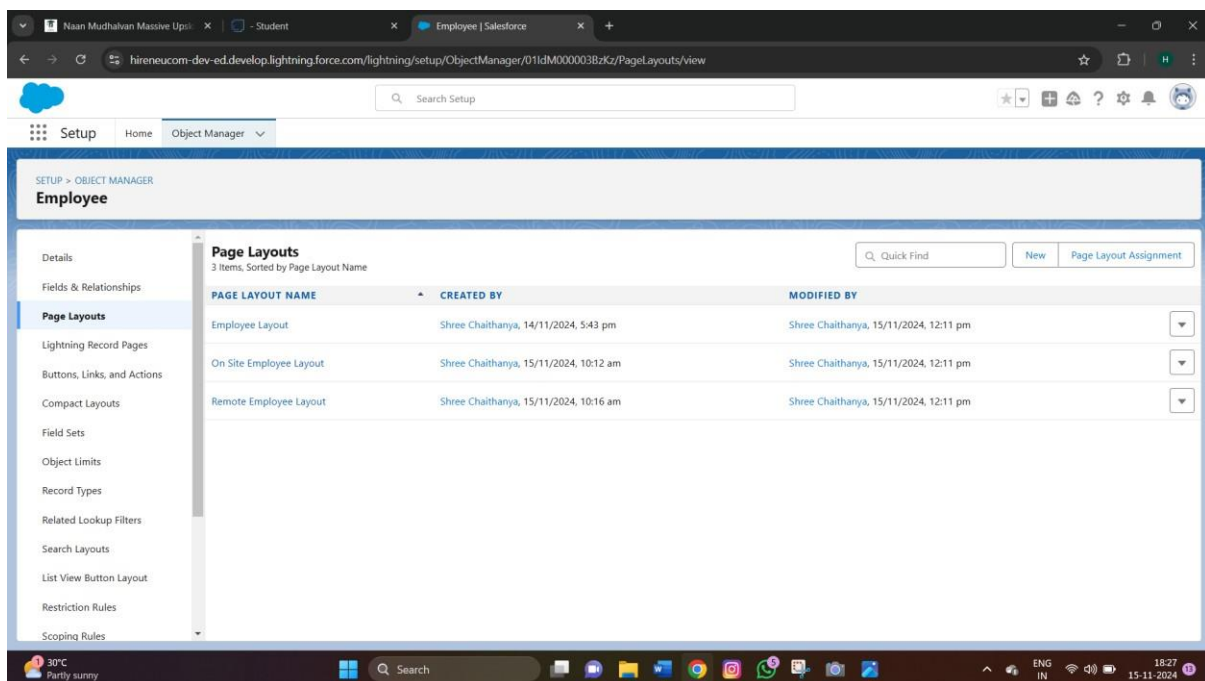 Naan Mudhalvan Massive Upsk
- Student
Employee | Salesforce
hireneucom-dev-ed.develop.lightning.force.com/lightning/setup/ObjectManager/01IdM000003BzKz/PageLayouts/view
H
Search Setup
Setup Home Object Manager
SETUP > OBJECT MANAGER
Employee
Details
Fields & Relationships
Page Layouts
Lightning Record Pages
Buttons, Links, and Actions
Compact Layouts
Field Sets
Object Limits
Record Types
Related Lookup Filters
Search Layouts
List View Button Layout
Restriction Rules
Scoping Rules
Page Layouts
3 Items, Sorted by Page Layout Name
Quick Find New Page Layout Assignment
PAGE LAYOUT NAME CREATED BY MODIFIED BY
Employee Layout Shree Chaithanya, 14/11/2024, 5:43 pm Shree Chaithanya, 15/11/2024, 12:11 pm
On Site Employee Layout Shree Chaithanya, 15/11/2024, 10:12 am Shree Chaithanya, 15/11/2024, 12:11 pm
Remote Employee Layout Shree Chaithanya, 15/11/2024, 10:16 am Shree Chaithanya, 15/11/2024, 12:11 pm
1
30°C
Partly sunny
Search
5
ENG
IN
18:27
15-11-2024
13